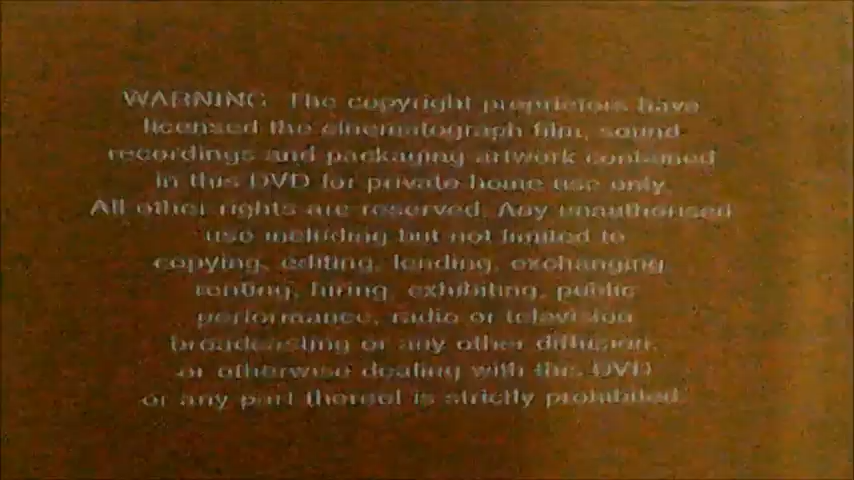 WARNING: The copyright proprietors have
licensed the cinematograph film, sound
recordings and packaging artwork contained
in this DVD for private home use only.
All other rights are reserved. Any unauthorised
use including but not limited to
copying, editing, lending, exchanging
renting, hiring, exhibiting, public
performance, radio or television
broadcasting or any other diffusion,
or otherwise dealing with this DVD
or any part thereof is strictly prohibited.